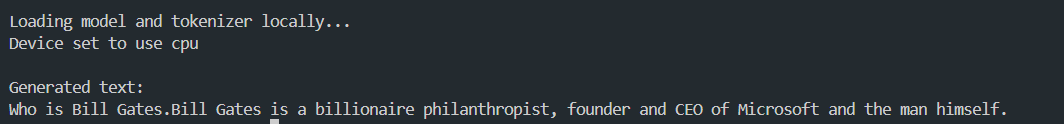 Loading model and tokenizer locally...
Device set to use cpu
Generated text:
Who is Bill Gates.Bill Gates is a billionaire philanthropist, founder and CEO of Microsoft and the man himself.